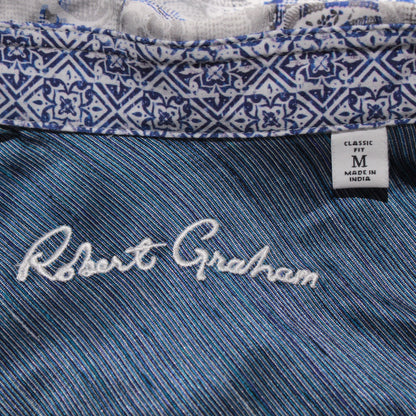 CLASSIC
FIT
M
MADE IN
INDIA
Robert Graham